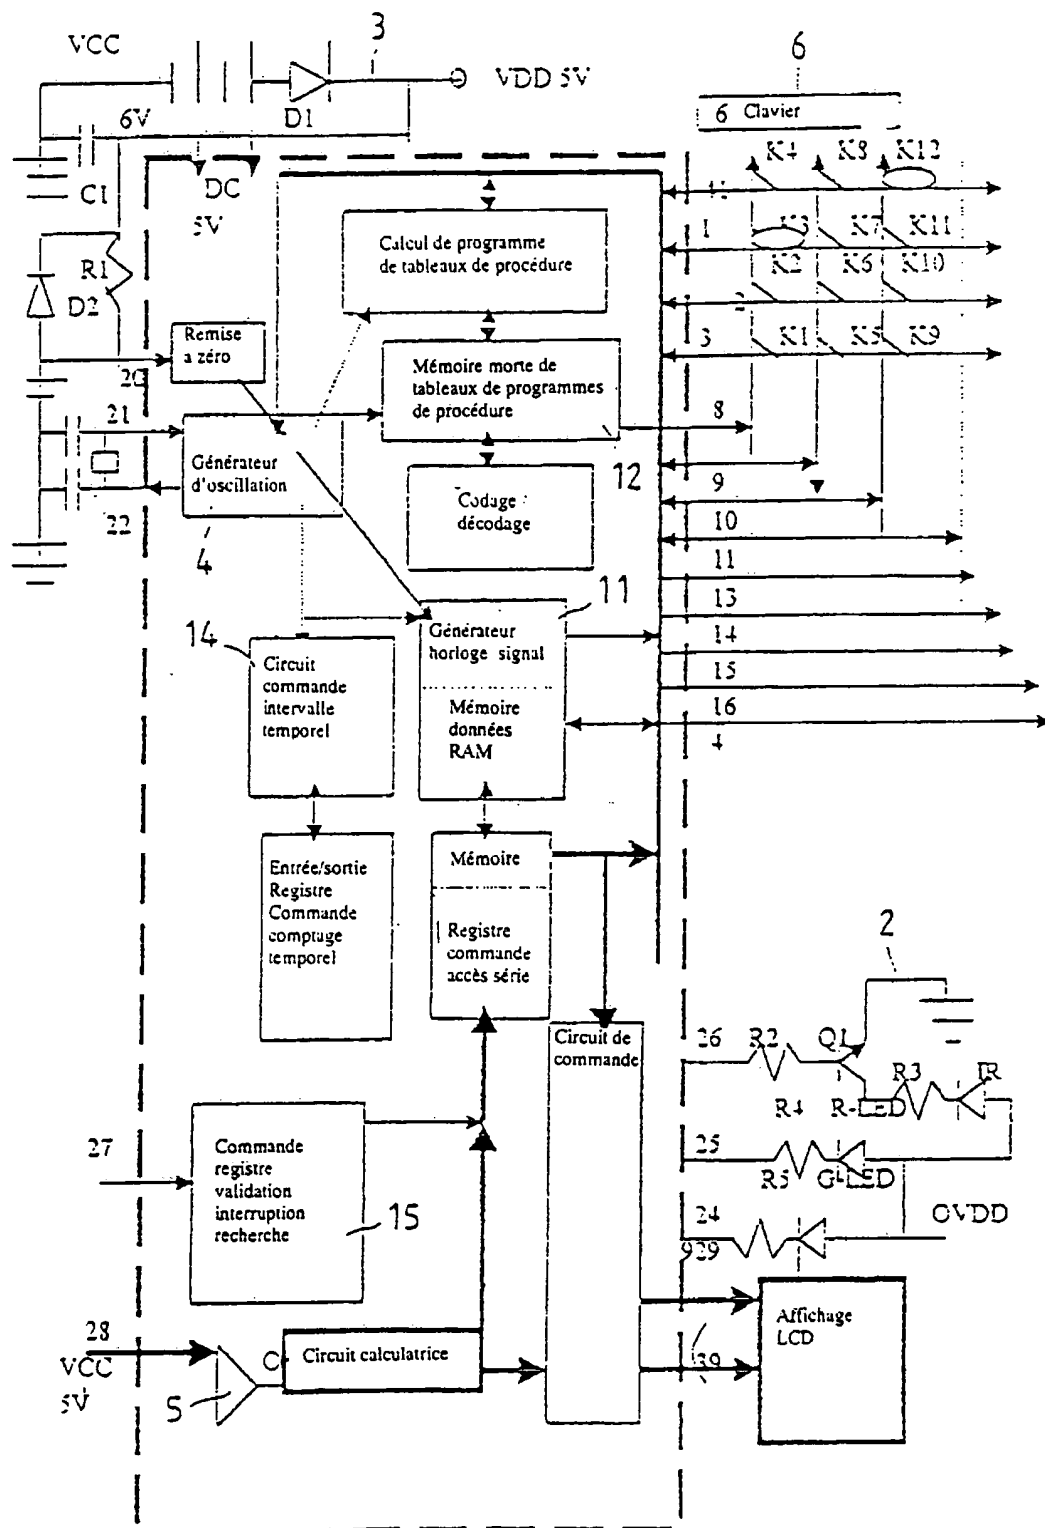 3
VCC
VDD 5V
6V
D1
C1
DC
5V
R1
D2
6
6 Clavier
K4 K8 K12
1 K3 K7 K11
K2 K6 K10
2
3 K1 K5 K9
8
9
10
11
13
14
15
16
4
Calcul de programme
de tableaux de procédure
Remise
a zéro
20
Mémoire morte de
tableaux de programmes
de procédure
12
21
Générateur
d'oscillation
22
4
Codage
décodage
11
Générateur
horloge signal
Mémoire
données
RAM
14
Circuit
commande
intervalle
temporel
Entrée/sortie
Registre
Commande
comptage
temporel
Mémoire
Registre
commande
accès série
2
Circuit de
commande
26 R2 Q1
R3 IR
R4 R-LED
25
R5 G-LED
24 OVDD
929
27
Commande
registre
validation
interruption
recherche
15
28
VCC
5V
5
C
Circuit calculatrice
Affichage
LCD
39